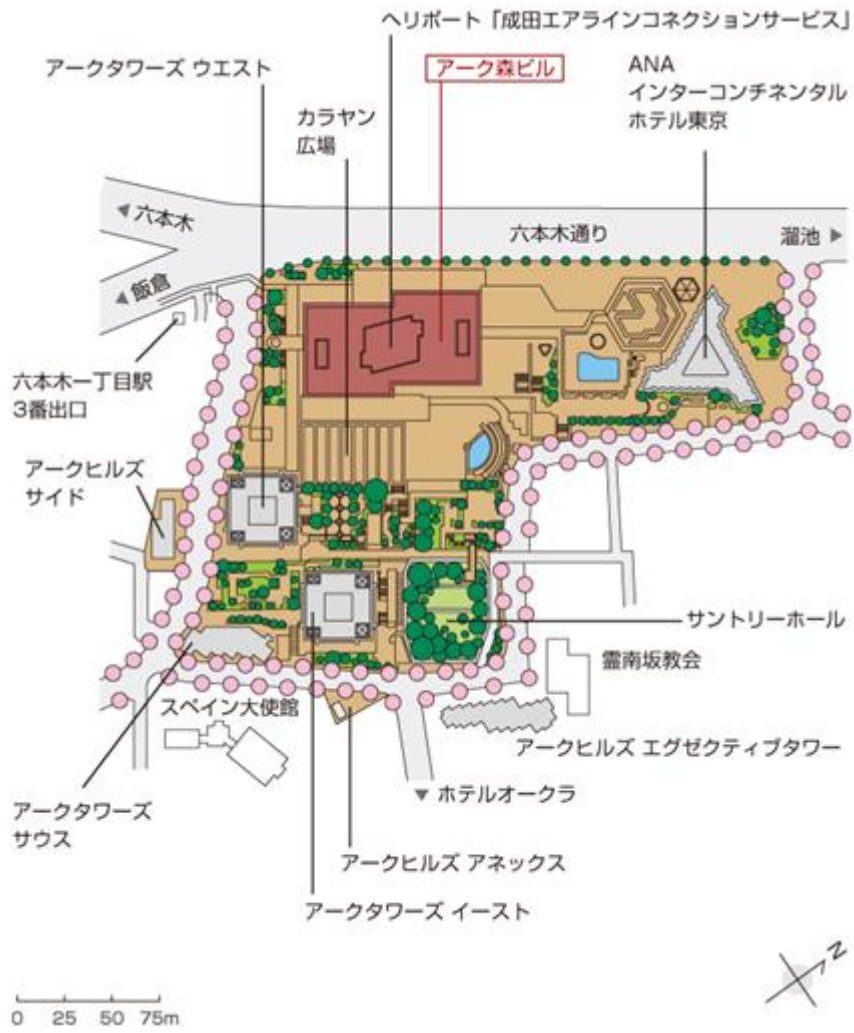 ヘリポート「成田エアラインコネクションサービス」
アークタワーズ ウエスト
アーク森ビル
ANA
インターコンチネンタル
ホテル東京
カラヤン
広場
◀ 六本木
六本木通り
溜池 ▶
◀ 飯倉
六本木一丁目駅
3番出口
アークヒルズ
サイド
サントリーホール
霊南坂教会
スペイン大使館
アークヒルズ エグゼクティブタワー
▼ ホテルオークラ
アークタワーズ
サウス
アークヒルズ アネックス
アークタワーズ イースト
N
0 25 50 75m